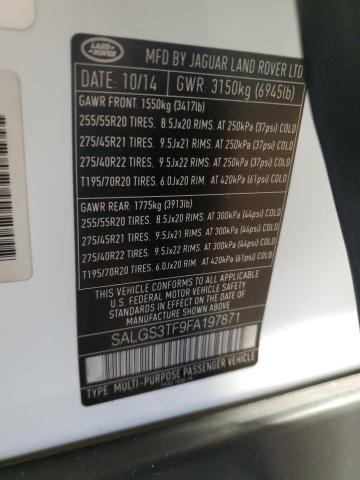 LAND
ROVER
MFD BY JAGUAR LAND ROVER LTD
DATE: 10/14 GWR: 3150kg (6945lb)
GAWR FRONT: 1550kg (3417lb)
255/55R20 TIRES. 8.5Jx20 RIMS. AT 250kPa (37psi) COLD
275/45R21 TIRES. 9.5Jx21 RIMS. AT 250kPa (37psi) COLD
275/40R22 TIRES. 9.5Jx22 RIMS. AT 250kPa (37psi) COLD
T195/70R20 TIRES. 6.0Jx20 RIM. AT 420kPa (61psi) COLD
GAWR REAR: 1775kg (3913lb)
255/55R20 TIRES. 8.5Jx20 RIMS. AT 300kPa (44psi) COLD
275/45R21 TIRES. 9.5Jx21 RIMS. AT 300kPa (44psi) COLD
275/40R22 TIRES. 9.5Jx22 RIMS. AT 300kPa (44psi) COLD
T195/70R20 TIRES. 6.0Jx20 RIM. AT 420kPa (61psi) COLD
THIS VEHICLE CONFORMS TO ALL APPLICABLE
U.S. FEDERAL MOTOR VEHICLE SAFETY
STANDARDS IN EFFECT ON THE DATE OF
MANUFACTURE SHOWN ABOVE.
SALGS3TF9FA197871
TYPE: MULTI-PURPOSE PASSENGER VEHICLE